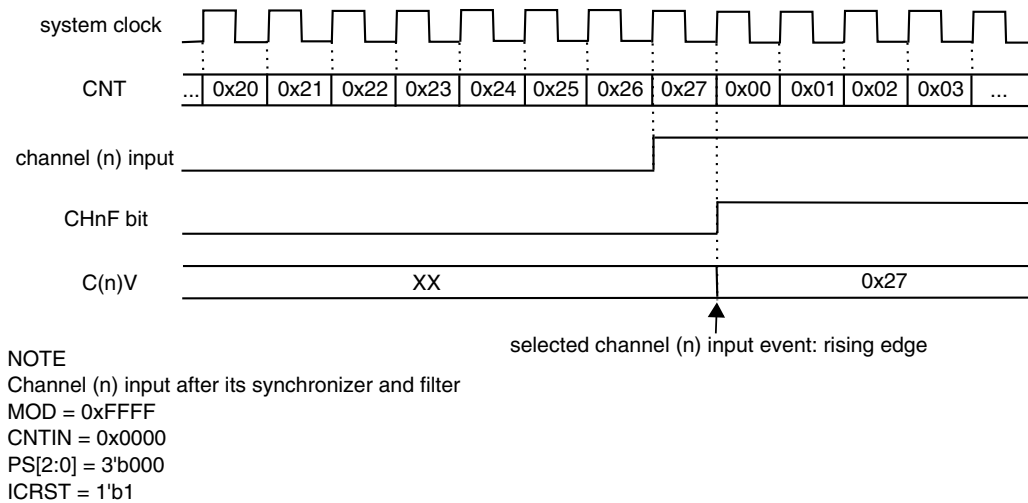 system clock
CNT ... 0x20 0x21 0x22 0x23 0x24 0x25 0x26 0x27 0x00 0x01 0x02 0x03 ...
channel (n) input
CHnF bit
C(n)V XX 0x27
selected channel (n) input event: rising edge
NOTE
Channel (n) input after its synchronizer and filter
MOD = 0xFFFF
CNTIN = 0x0000
PS[2:0] = 3'b000
ICRST = 1'b1